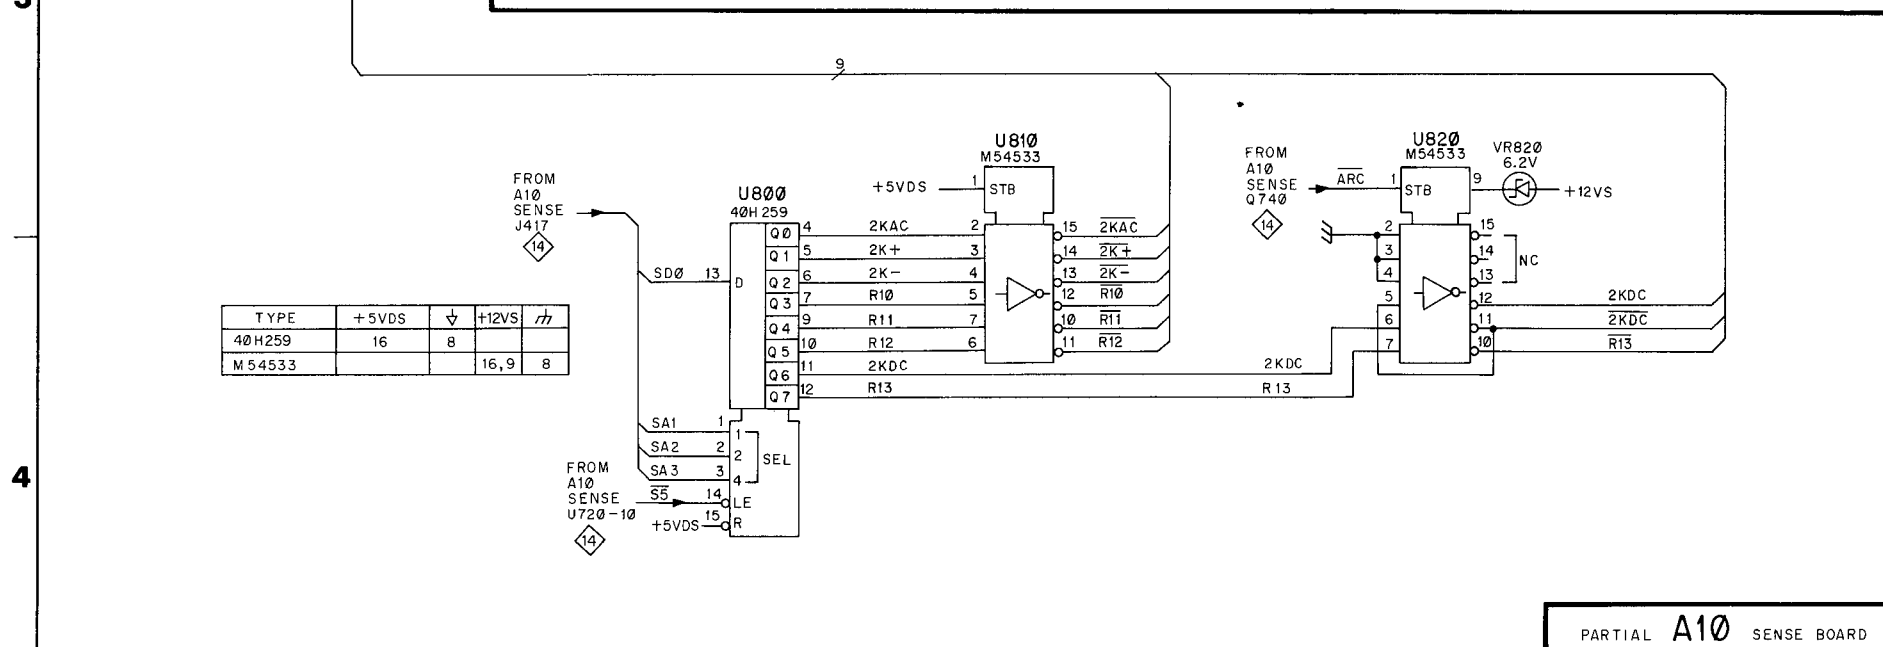 3
9
U810
M54533
+5VDS 1 STB
FROM
A10
SENSE
Q740
14
ARC 1
U820
M54533
STB
9
VR820
6.2V
+12VS
FROM
A10
SENSE
J417
14
U800
40H259
SD0 13 D
Q0 4 2KAC 2 15 2KAC
Q1 5 2K+ 3 14 2K+
Q2 6 2K- 4 13 2K-
Q3 7 R10 5 12 R10
Q4 9 R11 7 10 R11
Q5 10 R12 6 11 R12
Q6 11 2KDC 2KDC
Q7 12 R13 R13
2 15
3 14 NC
4 13
5 12 2KDC
6 11 2KDC
7 10 R13
TYPE +5VDS +12VS
40H259 16 8
M54533 16,9 8
SA1 1 1
SA2 2 2 SEL
SA3 3 4
FROM
A10
SENSE
U720-10
14
S5 14 LE
+5VDS 15 R
4
PARTIAL A10 SENSE BOARD